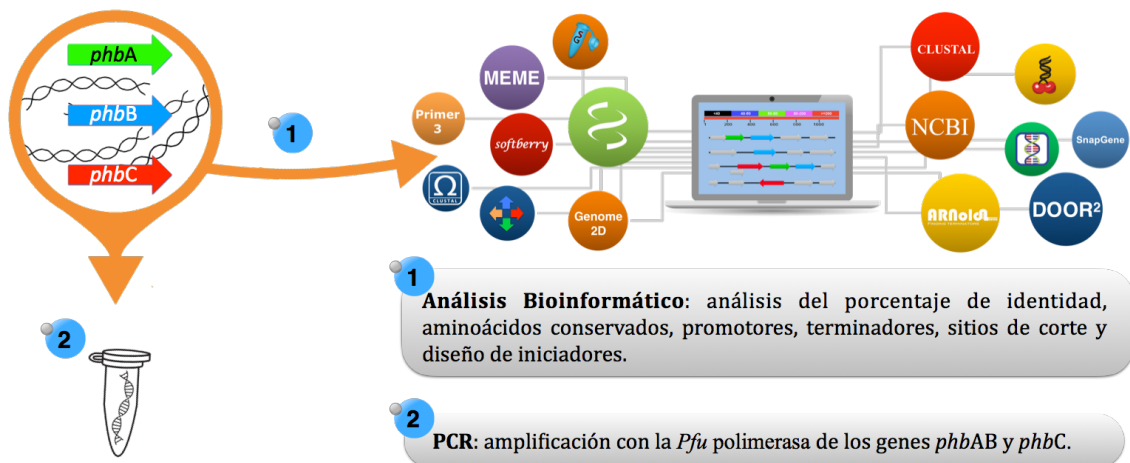 phbA
phbB
phbC
1
2
MEME
Primer
3
softberry
Ω
CLUSTAL
Genome
2D
CLUSTAL
NCBI
SnapGene
ARNold
DOOR²
1
Análisis Bioinformático: análisis del porcentaje de identidad,
aminoácidos conservados, promotores, terminadores, sitios de corte y
diseño de iniciadores.
2
PCR: amplificación con la Pfu polimerasa de los genes phbAB y phbC.